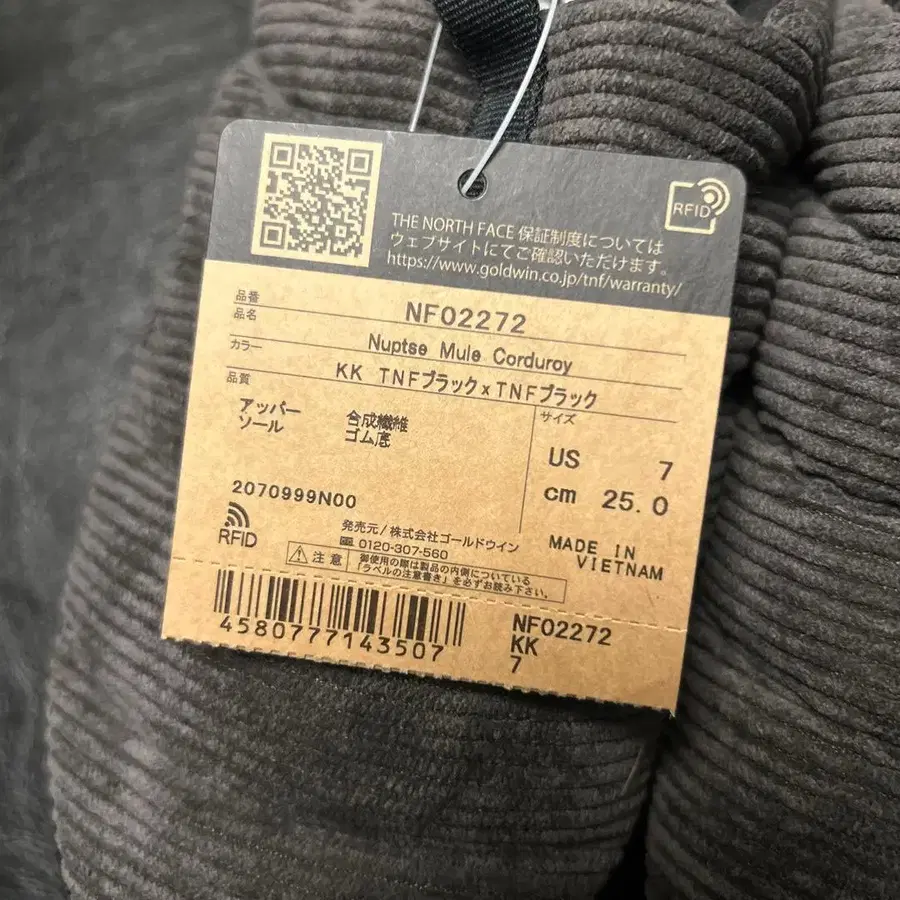 THE NORTH FACE 保証制度については
ウェブサイトにてご確認いただけます。
https://www.goldwin.co.jp/tnf/warranty/
RFID
品番 NF02272
品名 Nuptse Mule Corduroy
カラー KK TNFブラックxTNFブラック
品質
アッパー 合成繊維
ソール ゴム底
サイズ
US 7
cm 25.0
2070999N00
RFID
発売元/株式会社ゴールドウイン
0120-307-560
MADE IN
VIETNAM
注意 御使用の際は製品の内側についている
「ラベルの注意書き」を必ずお読み下さい。
4580777143507
NF02272
KK
7